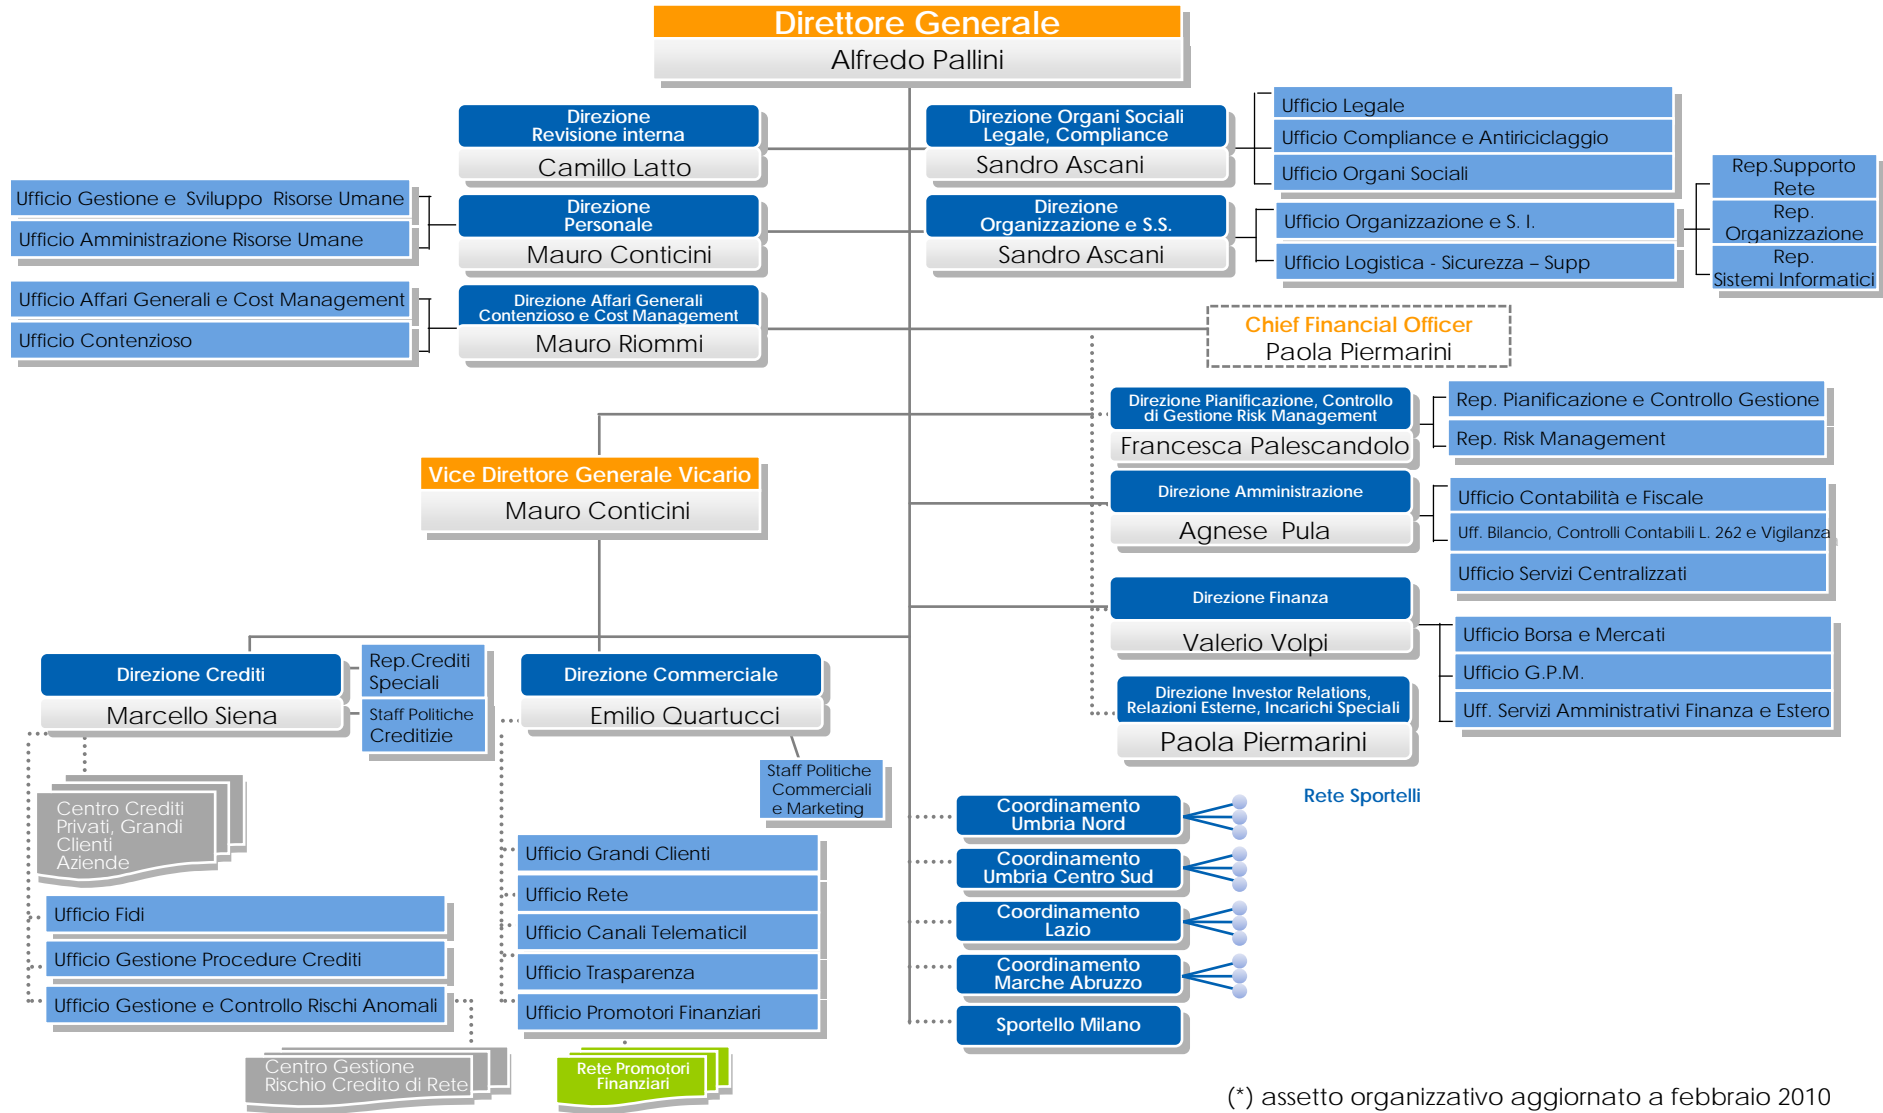 Direttore Generale
Alfredo Pallini
Direzione
Revisione interna
Camillo Latto
Direzione Organi Sociali
Legale, Compliance
Sandro Ascani
Ufficio Legale
Ufficio Compliance e Antiriciclaggio
Ufficio Organi Sociali
Ufficio Gestione e Sviluppo Risorse Umane
Ufficio Amministrazione Risorse Umane
Direzione
Personale
Mauro Conticini
Direzione
Organizzazione e S.S.
Sandro Ascani
Ufficio Organizzazione e S. I.
Ufficio Logistica - Sicurezza – Supp
Rep.Supporto
Rete
Rep.
Organizzazione
Rep.
Sistemi Informatici
Ufficio Affari Generali e Cost Management
Ufficio Contenzioso
Direzione Affari Generali
Contenzioso e Cost Management
Mauro Riommi
Chief Financial Officer
Paola Piermarini
Direzione Pianificazione, Controllo
di Gestione Risk Management
Francesca Palescandolo
Rep. Pianificazione e Controllo Gestione
Rep. Risk Management
Vice Direttore Generale Vicario
Mauro Conticini
Direzione Amministrazione
Agnese Pula
Ufficio Contabilità e Fiscale
Uff. Bilancio, Controlli Contabili L. 262 e Vigilanza
Ufficio Servizi Centralizzati
Direzione Finanza
Valerio Volpi
Ufficio Borsa e Mercati
Ufficio G.P.M.
Uff. Servizi Amministrativi Finanza e Estero
Direzione Crediti
Marcello Siena
Rep.Crediti
Speciali
Staff Politiche
Creditizie
Direzione Commerciale
Emilio Quartucci
Direzione Investor Relations,
Relazioni Esterne, Incarichi Speciali
Paola Piermarini
Staff Politiche
Commerciali
e Marketing
Centro Crediti
Privati, Grandi
Clienti
Aziende
Rete Sportelli
Coordinamento
Umbria Nord
Coordinamento
Umbria Centro Sud
Coordinamento
Lazio
Coordinamento
Marche Abruzzo
Sportello Milano
Ufficio Grandi Clienti
Ufficio Rete
Ufficio Canali Telematicil
Ufficio Trasparenza
Ufficio Promotori Finanziari
Ufficio Fidi
Ufficio Gestione Procedure Crediti
Ufficio Gestione e Controllo Rischi Anomali
Centro Gestione
Rischio Credito di Rete
Rete Promotori
Finanziari
(*) assetto organizzativo aggiornato a febbraio 2010